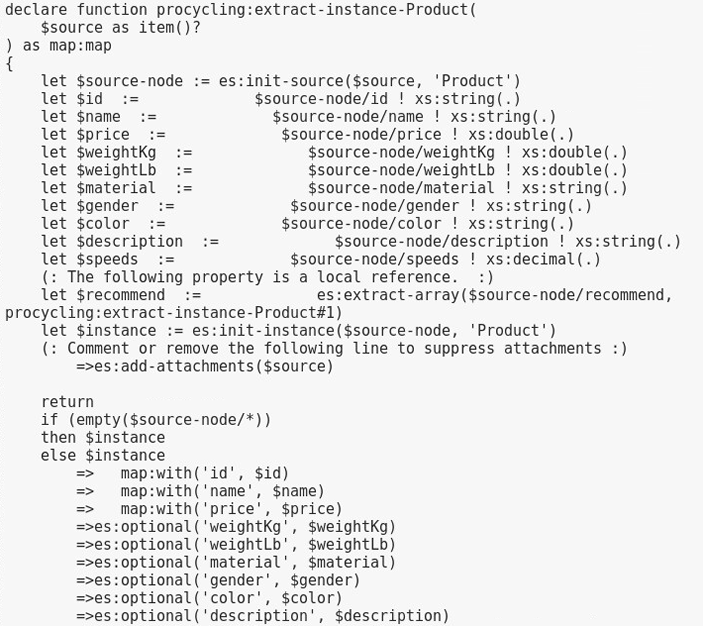 declare function procycling:extract-instance-Product(
    $source as item()?
) as map:map
{
    let $source-node := es:init-source($source, 'Product')
    let $id  :=             $source-node/id ! xs:string(.)
    let $name  :=             $source-node/name ! xs:string(.)
    let $price  :=             $source-node/price ! xs:double(.)
    let $weightKg  :=             $source-node/weightKg ! xs:double(.)
    let $weightLb  :=             $source-node/weightLb ! xs:double(.)
    let $material  :=             $source-node/material ! xs:string(.)
    let $gender  :=             $source-node/gender ! xs:string(.)
    let $color  :=             $source-node/color ! xs:string(.)
    let $description  :=             $source-node/description ! xs:string(.)
    let $speeds  :=             $source-node/speeds ! xs:decimal(.)
    (: The following property is a local reference.  :)
    let $recommend  :=             es:extract-array($source-node/recommend,
procycling:extract-instance-Product#1)
    let $instance := es:init-instance($source-node, 'Product')
    (: Comment or remove the following line to suppress attachments :)
        =>es:add-attachments($source)

    return
    if (empty($source-node/*))
    then $instance
    else $instance
        =>   map:with('id', $id)
        =>   map:with('name', $name)
        =>   map:with('price', $price)
        =>es:optional('weightKg', $weightKg)
        =>es:optional('weightLb', $weightLb)
        =>es:optional('material', $material)
        =>es:optional('gender', $gender)
        =>es:optional('color', $color)
        =>es:optional('description', $description)